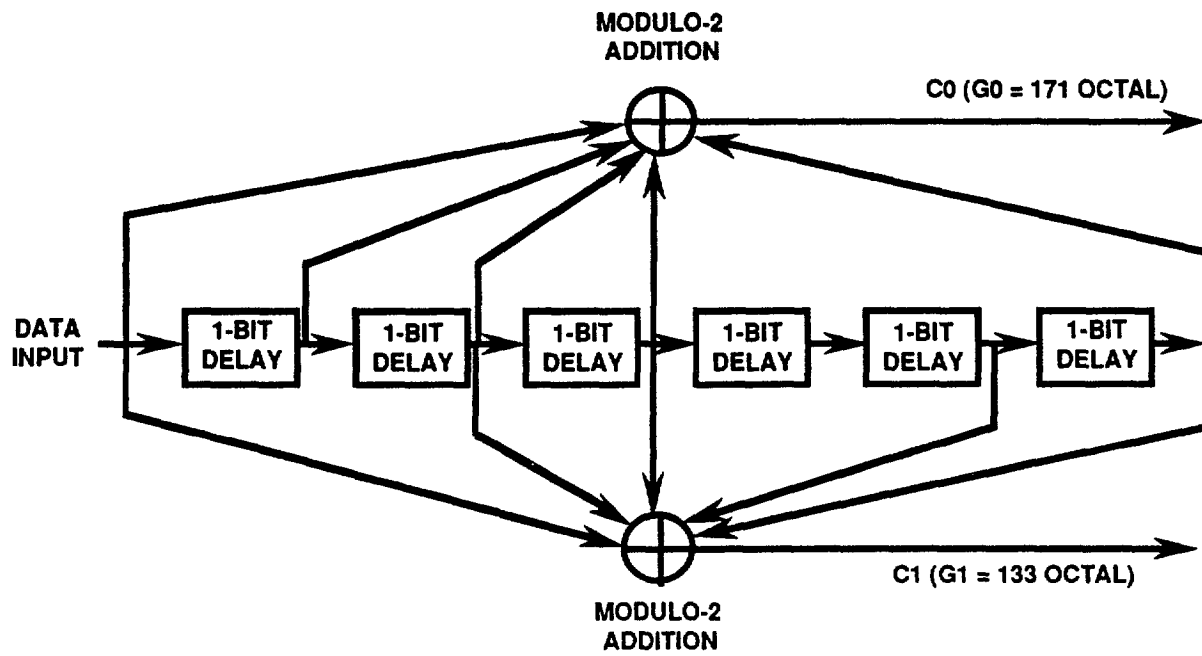 MODULO-2
ADDITION
C0 (G0 = 171 OCTAL)
DATA
INPUT
1-BIT
DELAY
1-BIT
DELAY
1-BIT
DELAY
1-BIT
DELAY
1-BIT
DELAY
1-BIT
DELAY
C1 (G1 = 133 OCTAL)
MODULO-2
ADDITION